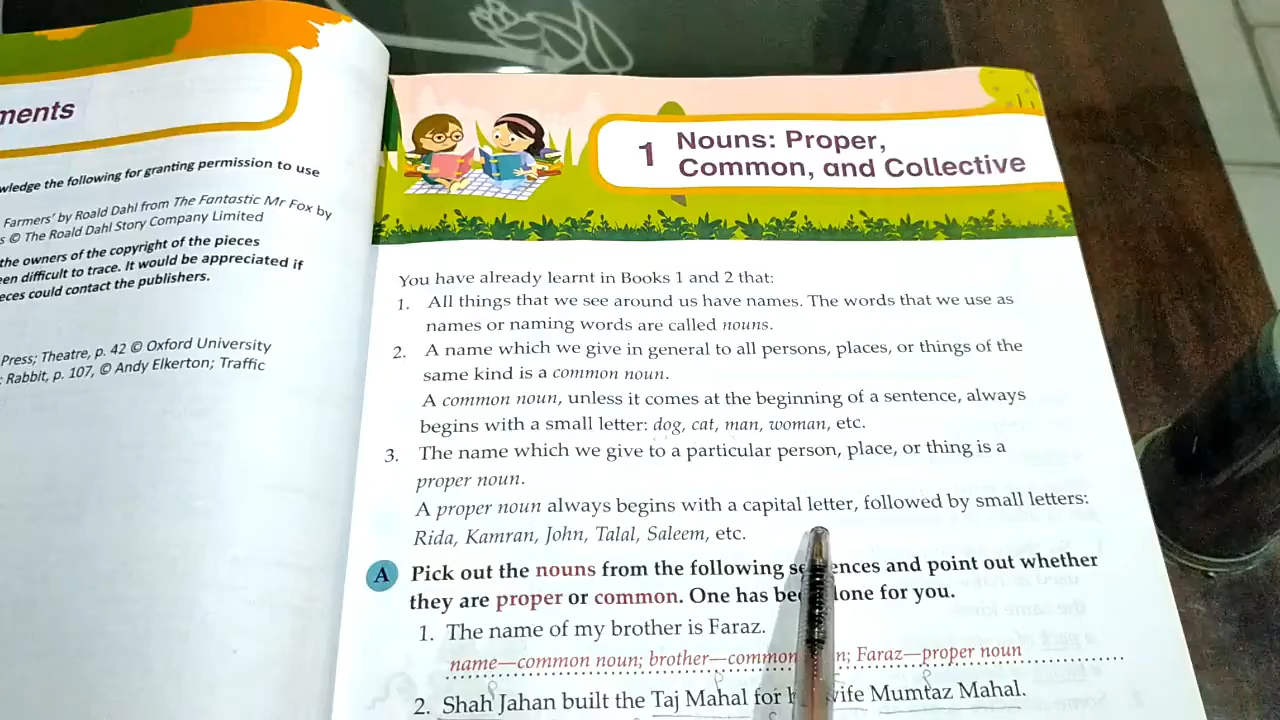 ments
wledge the following for granting permission to use
Farmers' by Roald Dahl from The Fantastic Mr Fox by
s © The Roald Dahl Story Company Limited
the owners of the copyright of the pieces
en difficult to trace. It would be appreciated if
eces could contact the publishers.
Press; Theatre, p. 42 © Oxford University
Rabbit, p. 107, © Andy Elkerton; Traffic
1 Nouns: Proper,
Common, and Collective
You have already learnt in Books 1 and 2 that:
1. All things that we see around us have names. The words that we use as
names or naming words are called nouns.
2. A name which we give in general to all persons, places, or things of the
same kind is a common noun.
A common noun, unless it comes at the beginning of a sentence, always
begins with a small letter: dog, cat, man, woman, etc.
3. The name which we give to a particular person, place, or thing is a
proper noun.
A proper noun always begins with a capital letter, followed by small letters:
Rida, Kamran, John, Talal, Saleem, etc.
A Pick out the nouns from the following se ences and point out whether
they are proper or common. One has be one for you.
1. The name of my brother is Faraz.
name—common noun; brother—common n; Faraz—proper noun
2. Shah Jahan built the Taj Mahal for h wife Mumtaz Mahal.